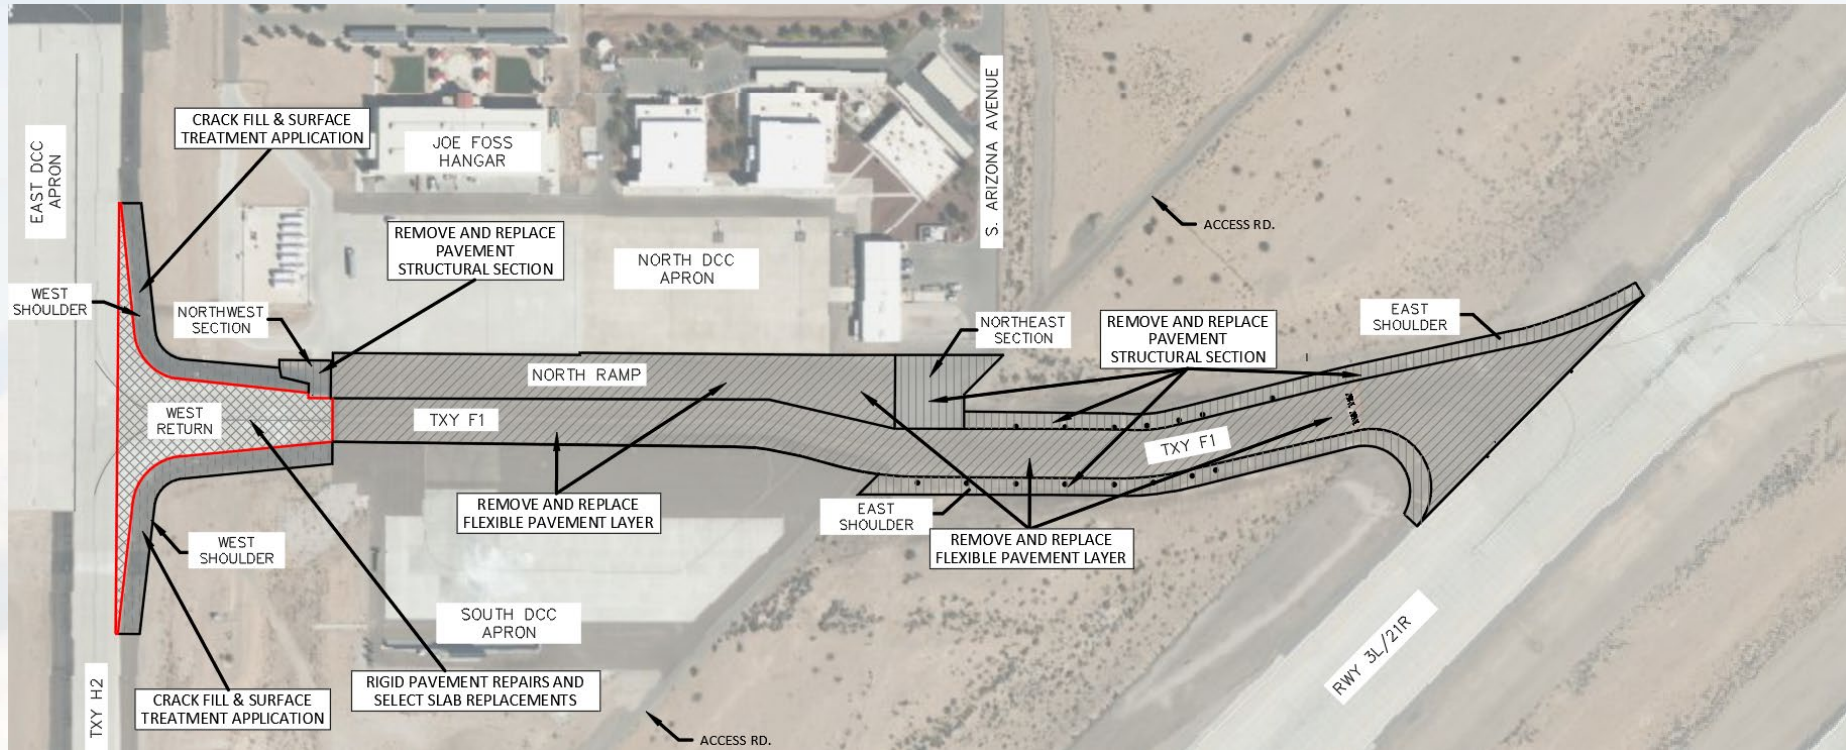 S. ARIZONA AVENUE
CRACK FILL & SURFACE
TREATMENT APPLICATION
EAST DCC
APRON
JOE FOSS
HANGAR
ACCESS RD.
REMOVE AND REPLACE
PAVEMENT
STRUCTURAL SECTION
NORTH DCC
APRON
WEST
SHOULDER
NORTHWEST
SECTION
NORTHEAST
SECTION
REMOVE AND REPLACE
PAVEMENT
STRUCTURAL SECTION
EAST
SHOULDER
NORTH RAMP
WEST
RETURN
TXY F1
TXY F1
REMOVE AND REPLACE
FLEXIBLE PAVEMENT LAYER
EAST
SHOULDER
REMOVE AND REPLACE
FLEXIBLE PAVEMENT LAYER
WEST
SHOULDER
SOUTH DCC
APRON
RWY 3L/21R
TXY H2
CRACK FILL & SURFACE
TREATMENT APPLICATION
RIGID PAVEMENT REPAIRS AND
SELECT SLAB REPLACEMENTS
ACCESS RD.